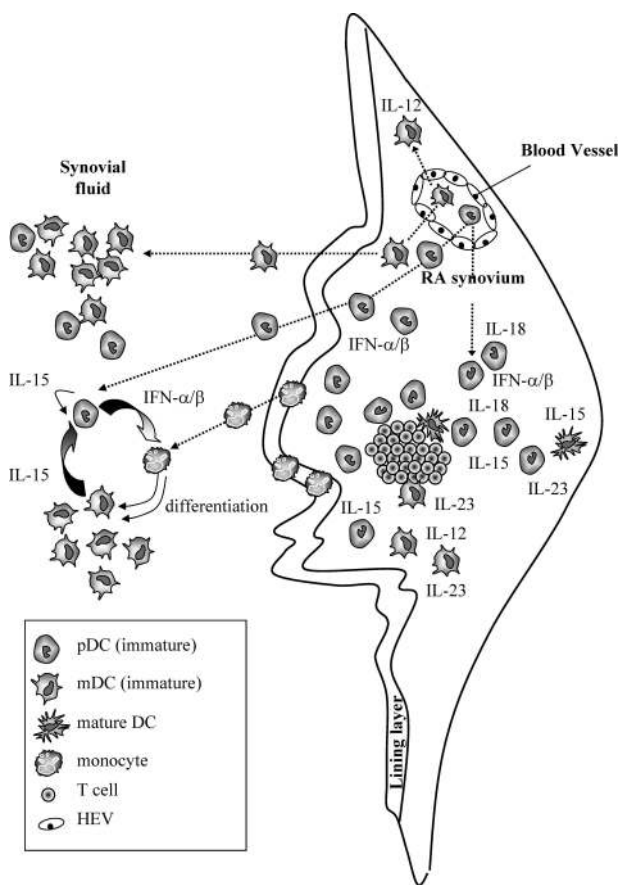 IL-12
Blood Vessel
Synovial
fluid
RA synovium
IL-18
IFN-α/β
IFN-α/β
IL-15
IFN-α/β
IL-18
IL-15
IL-15
IL-15
IL-23
IL-23
differentiation
IL-15
IL-12
IL-23
pDC (immature)
mDC (immature)
mature DC
monocyte
T cell
HEV
Lining layer